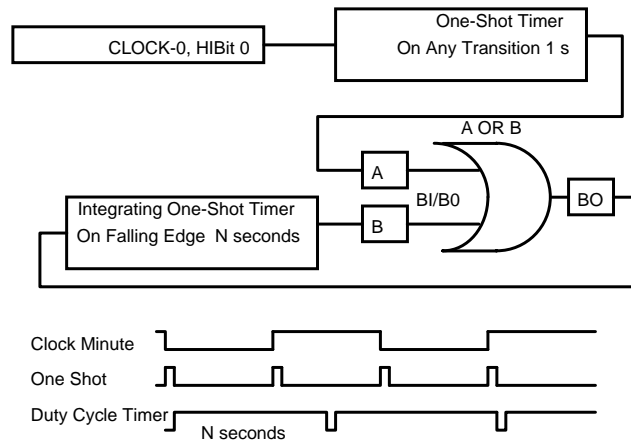 CLOCK-0, HIBit 0
One-Shot Timer
On Any Transition 1 s
A OR B
A
BI/B0
B
BO
Integrating One-Shot Timer
On Falling Edge N seconds
Clock Minute
One Shot
Duty Cycle Timer
N seconds